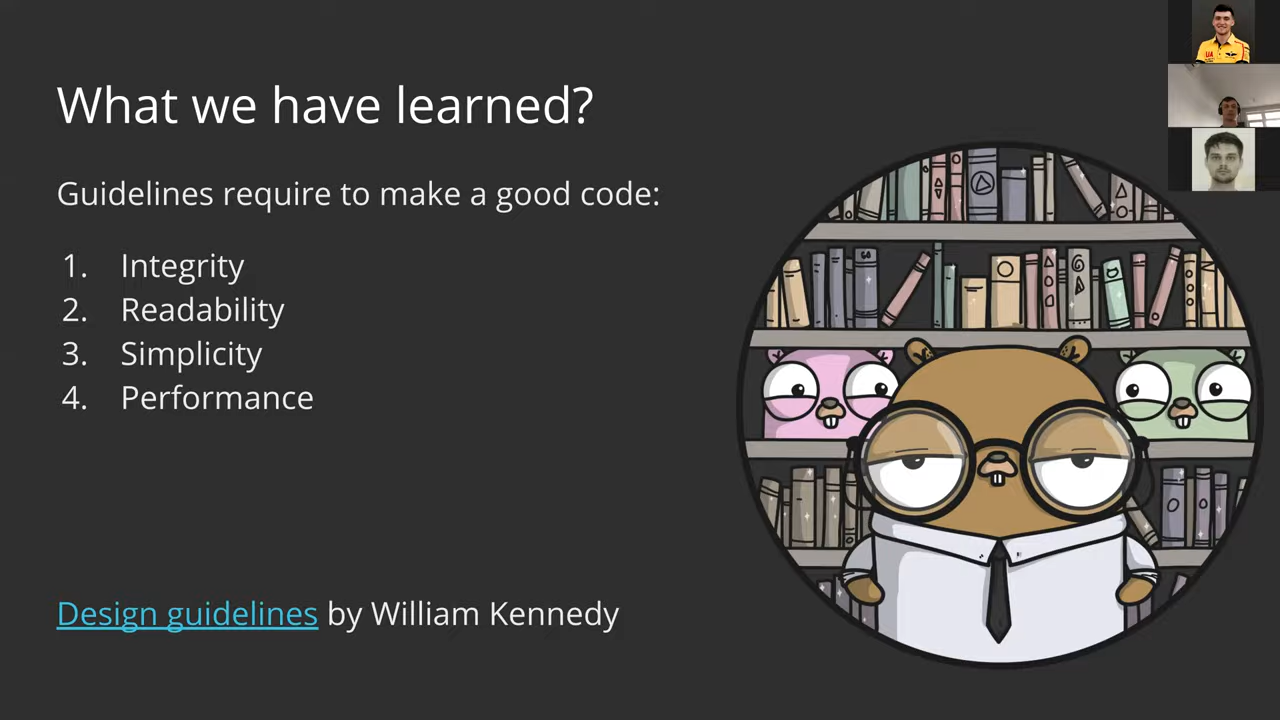 What we have learned?
Guidelines require to make a good code:
1. Integrity
2. Readability
3. Simplicity
4. Performance
Design guidelines by William Kennedy
UA